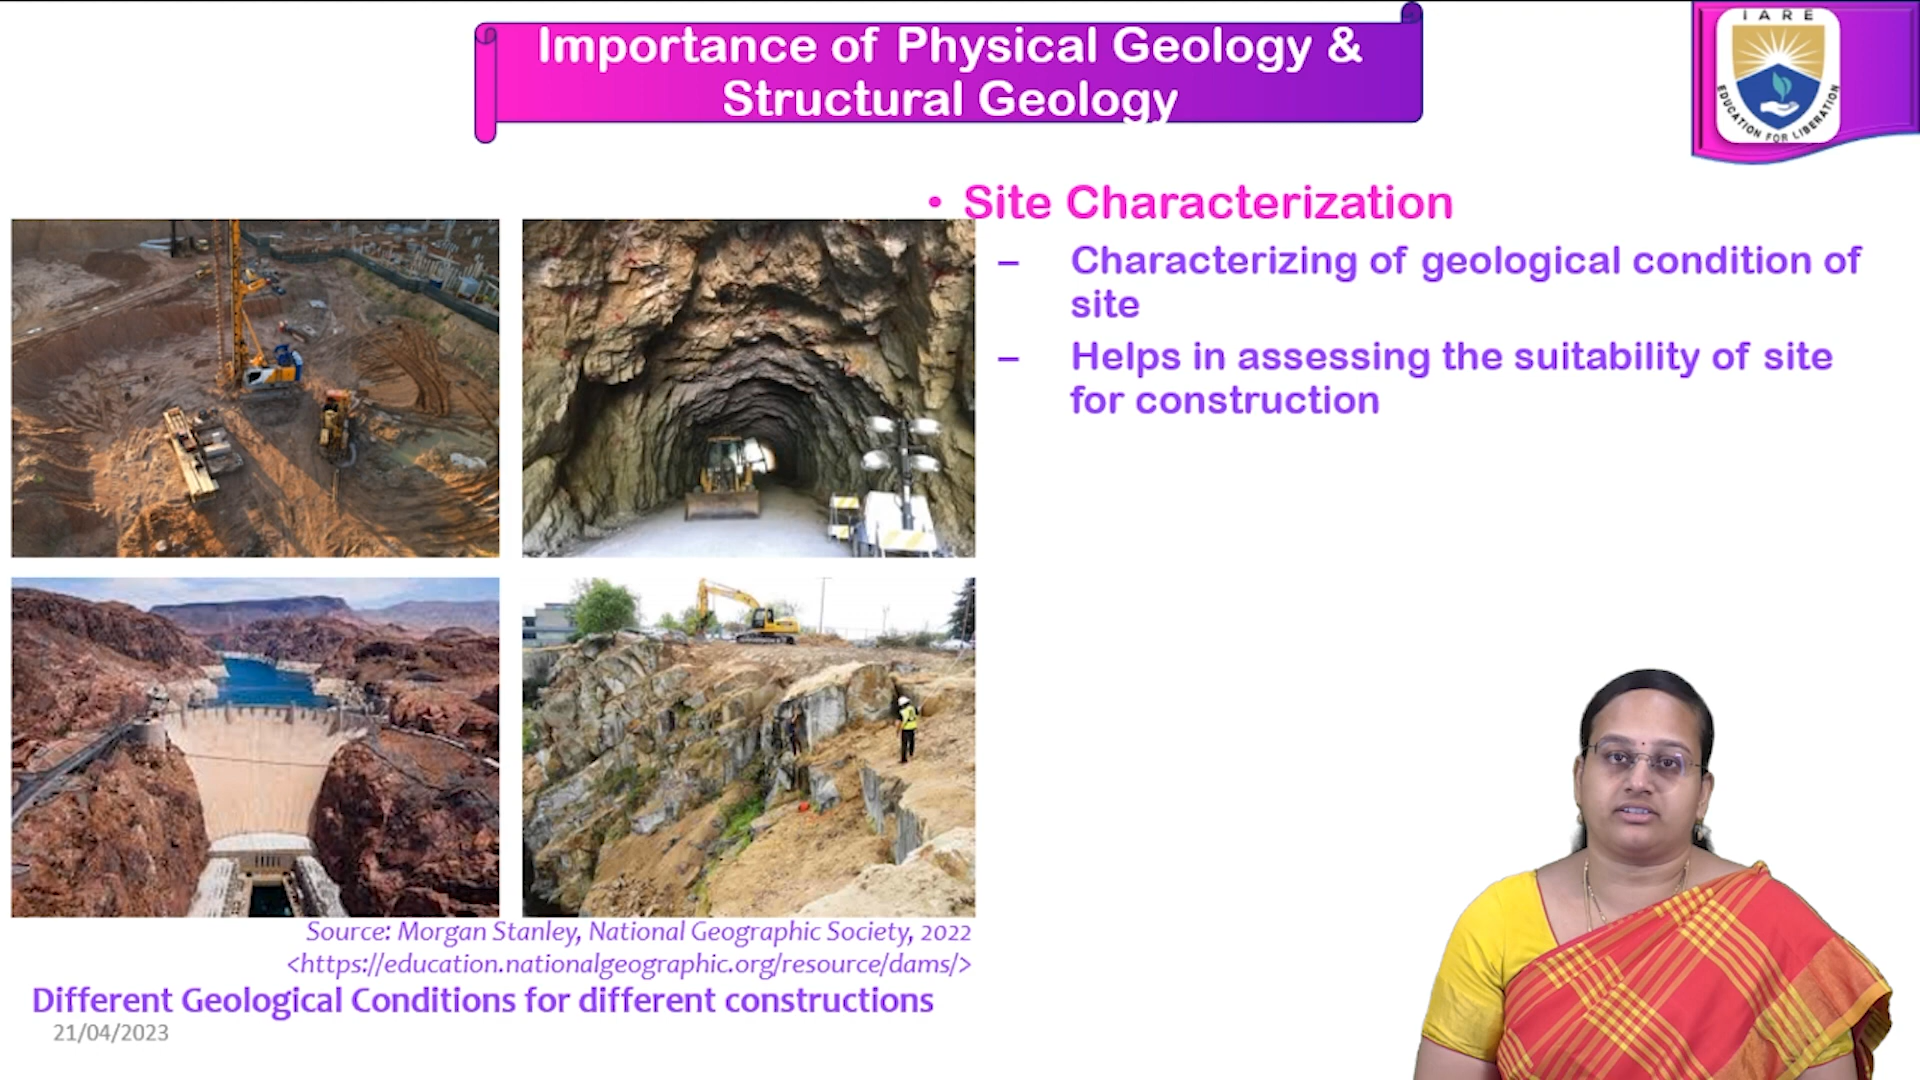 Importance of Physical Geology &
Structural Geology
IARE
EDUCATION FOR LIBERATION
• Site Characterization
– Characterizing of geological condition of
site
– Helps in assessing the suitability of site
for construction
Source: Morgan Stanley, National Geographic Society, 2022
<https://education.nationalgeographic.org/resource/dams/>
Different Geological Conditions for different constructions
21/04/2023